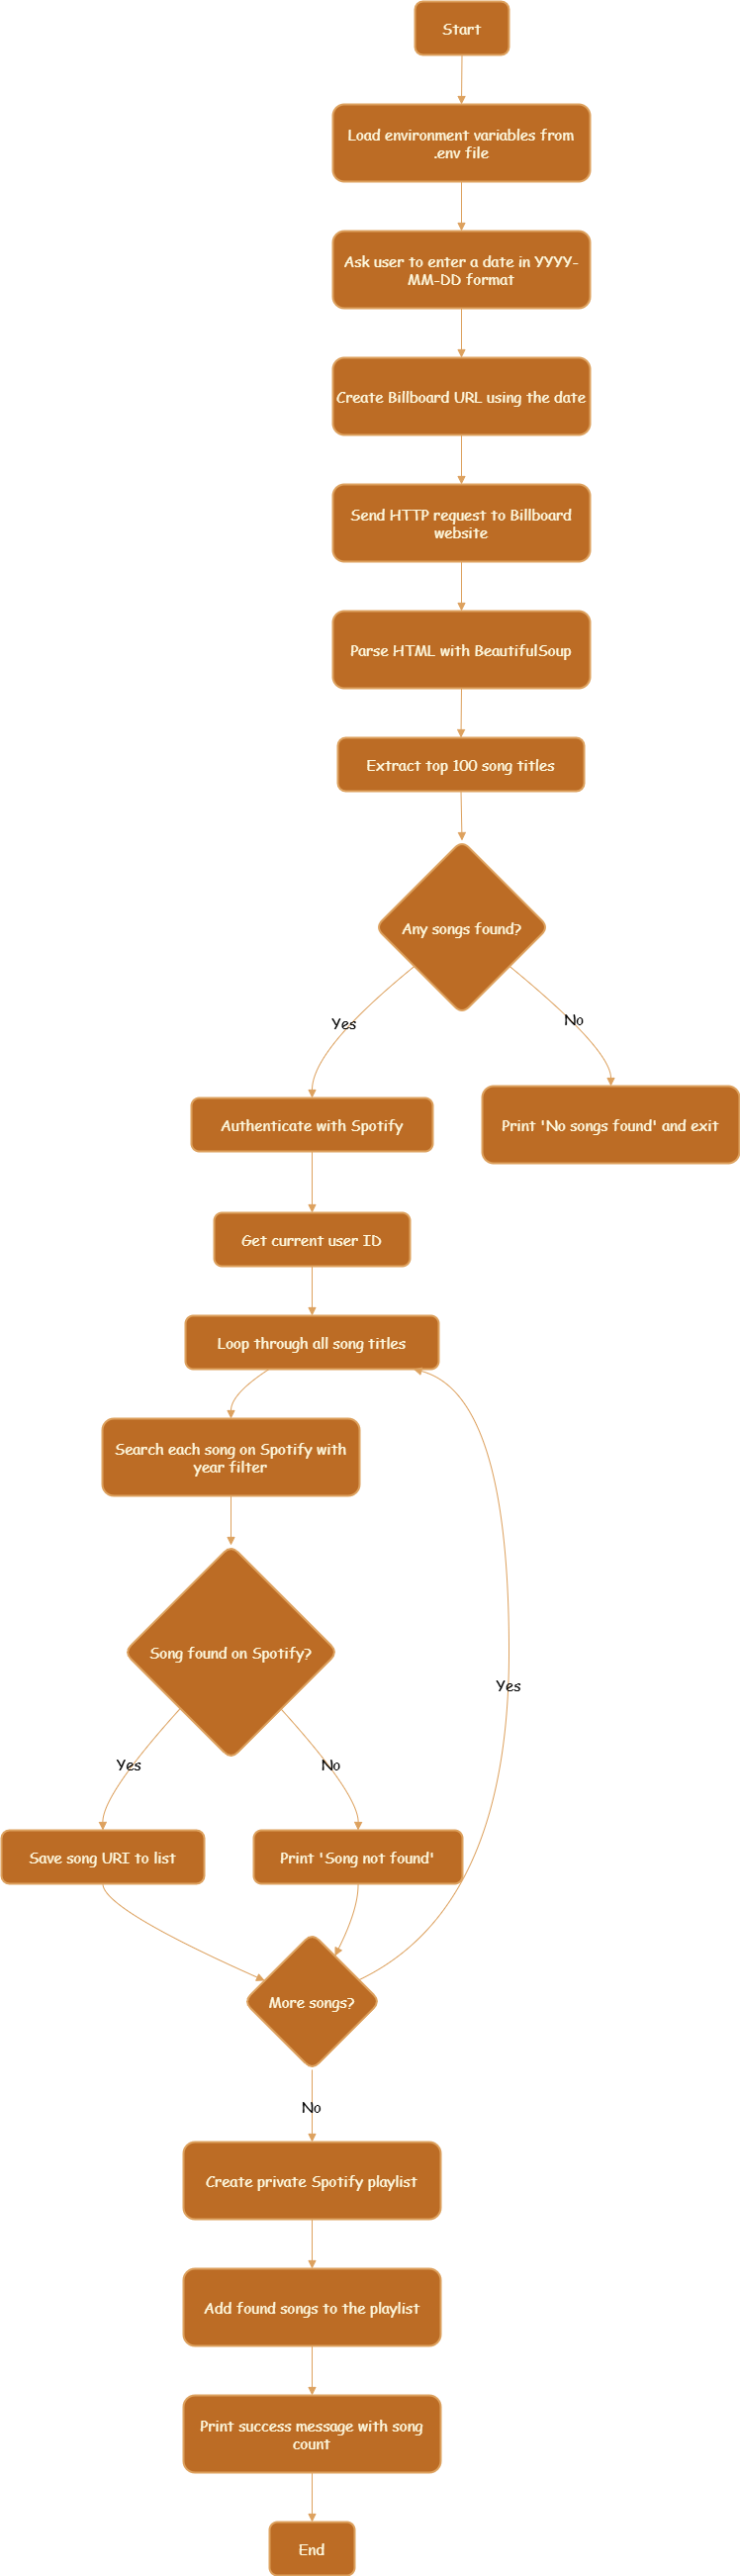 Start
Load environment variables from
.env file
Ask user to enter a date in YYYY-
MM-DD format
Create Billboard URL using the date
Send HTTP request to Billboard
website
Parse HTML with BeautifulSoup
Extract top 100 song titles
Any songs found?
Yes
No
Authenticate with Spotify
Print 'No songs found' and exit
Get current user ID
Loop through all song titles
Search each song on Spotify with
year filter
Song found on Spotify?
Yes
Yes
No
Save song URI to list
Print 'Song not found'
More songs?
No
Create private Spotify playlist
Add found songs to the playlist
Print success message with song
count
End